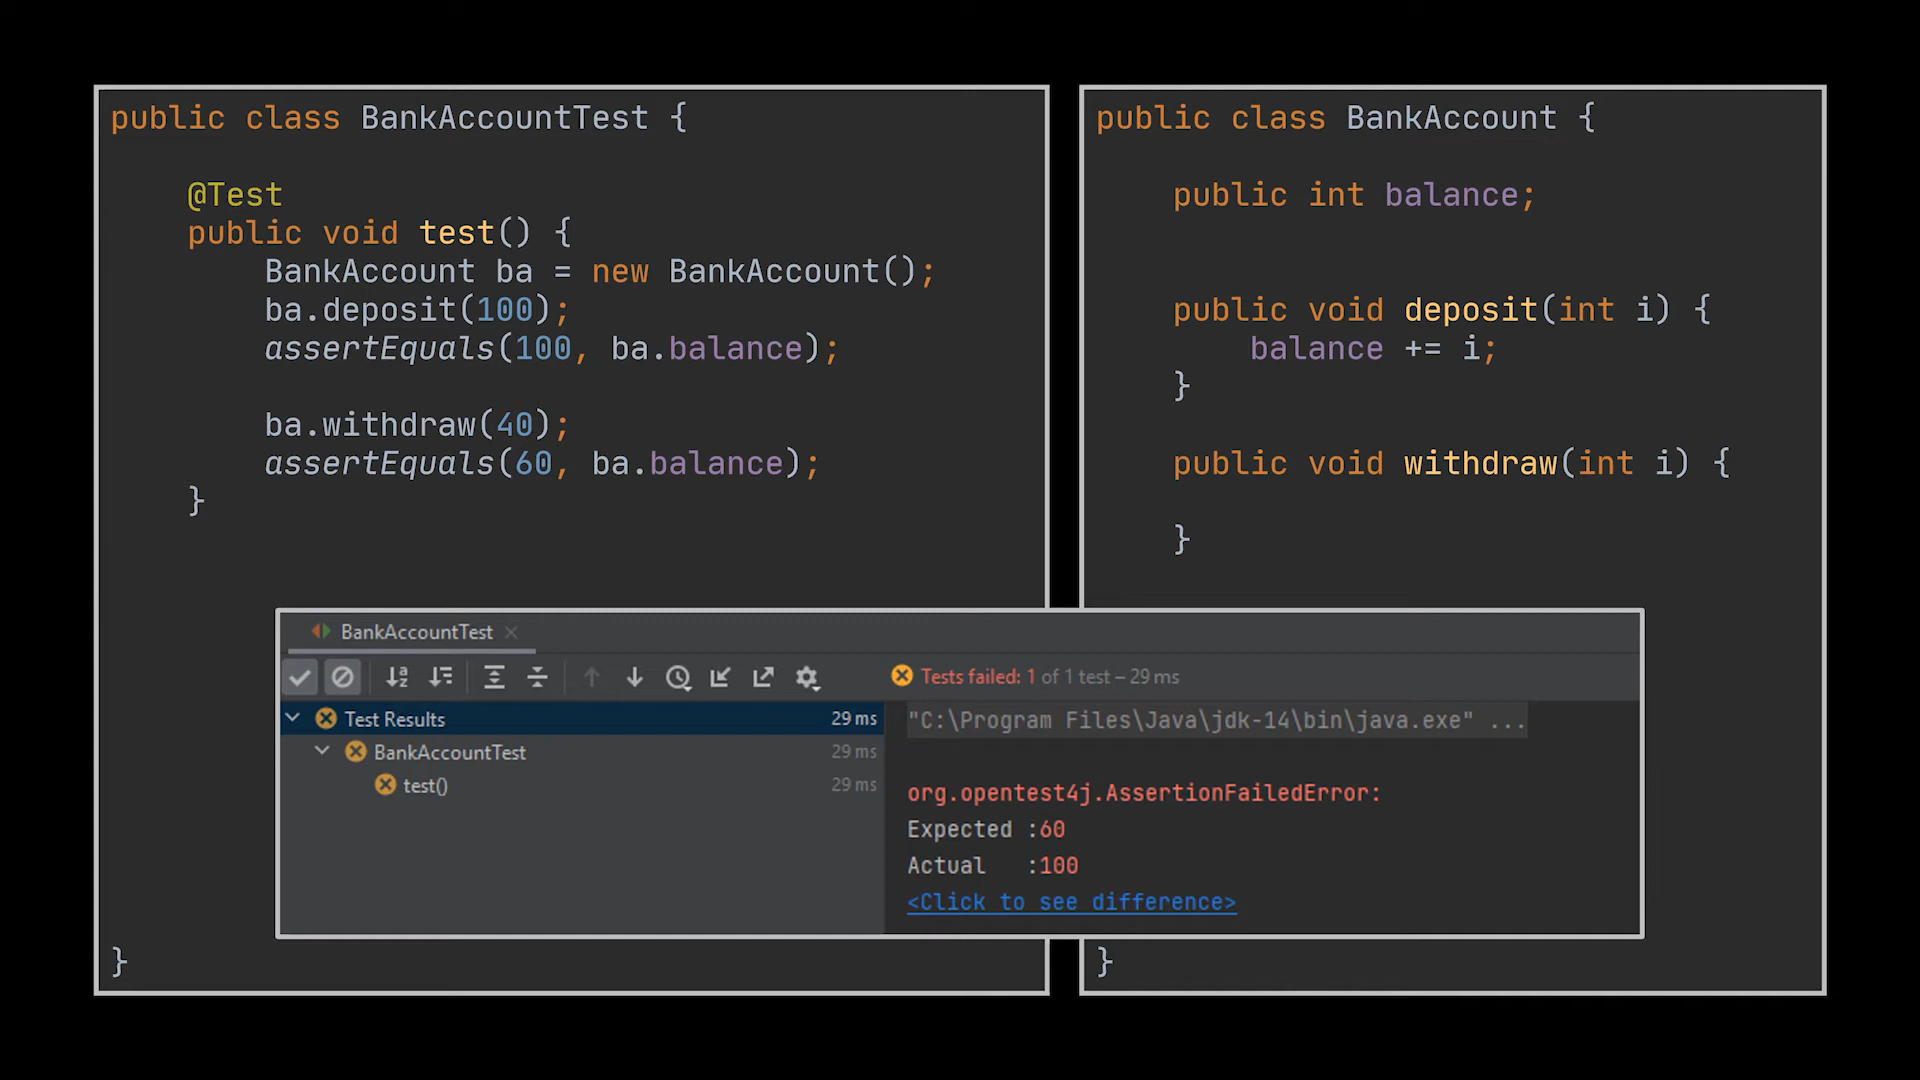 public class BankAccountTest {
@Test
public void test() {
BankAccount ba = new BankAccount();
ba.deposit(100);
assertEquals(100, ba.balance);
ba.withdraw(40);
assertEquals(60, ba.balance);
}
}
public class BankAccount {
public int balance;
public void deposit(int i) {
balance += i;
}
public void withdraw(int i) {
}
}
BankAccountTest
Tests failed: 1 of 1 test – 29 ms
Test Results 29 ms
BankAccountTest 29 ms
test() 29 ms
"C:\Program Files\Java\jdk-14\bin\java.exe" ...
org.opentest4j.AssertionFailedError:
Expected :60
Actual   :100
<Click to see difference>